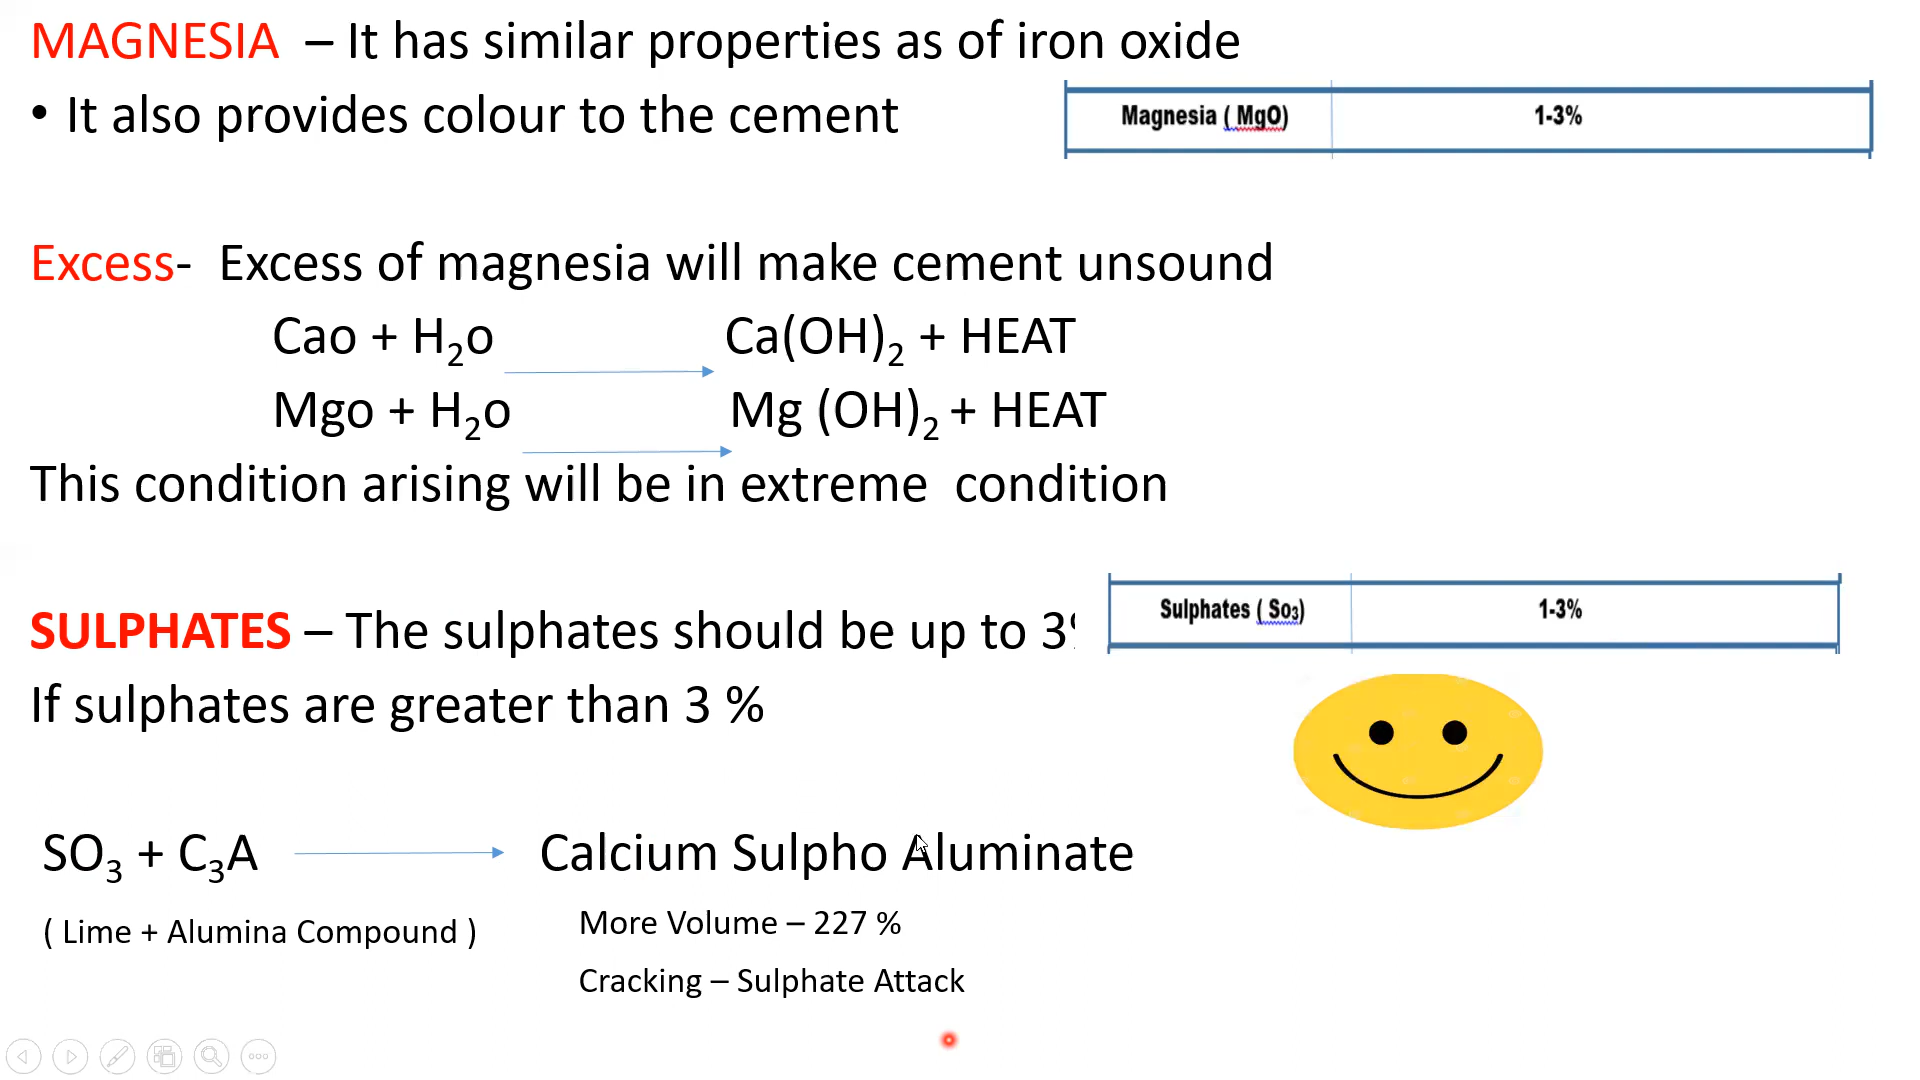 MAGNESIA – It has similar properties as of iron oxide
• It also provides colour to the cement
Magnesia ( MgO) 1-3%
Excess- Excess of magnesia will make cement unsound
Cao + H₂o Ca(OH)₂ + HEAT
Mgo + H₂o Mg (OH)₂ + HEAT
This condition arising will be in extreme condition
SULPHATES – The sulphates should be up to 3%
Sulphates ( So₃) 1-3%
If sulphates are greater than 3 %
SO₃ + C₃A Calcium Sulpho Aluminate
( Lime + Alumina Compound )
More Volume – 227 %
Cracking – Sulphate Attack